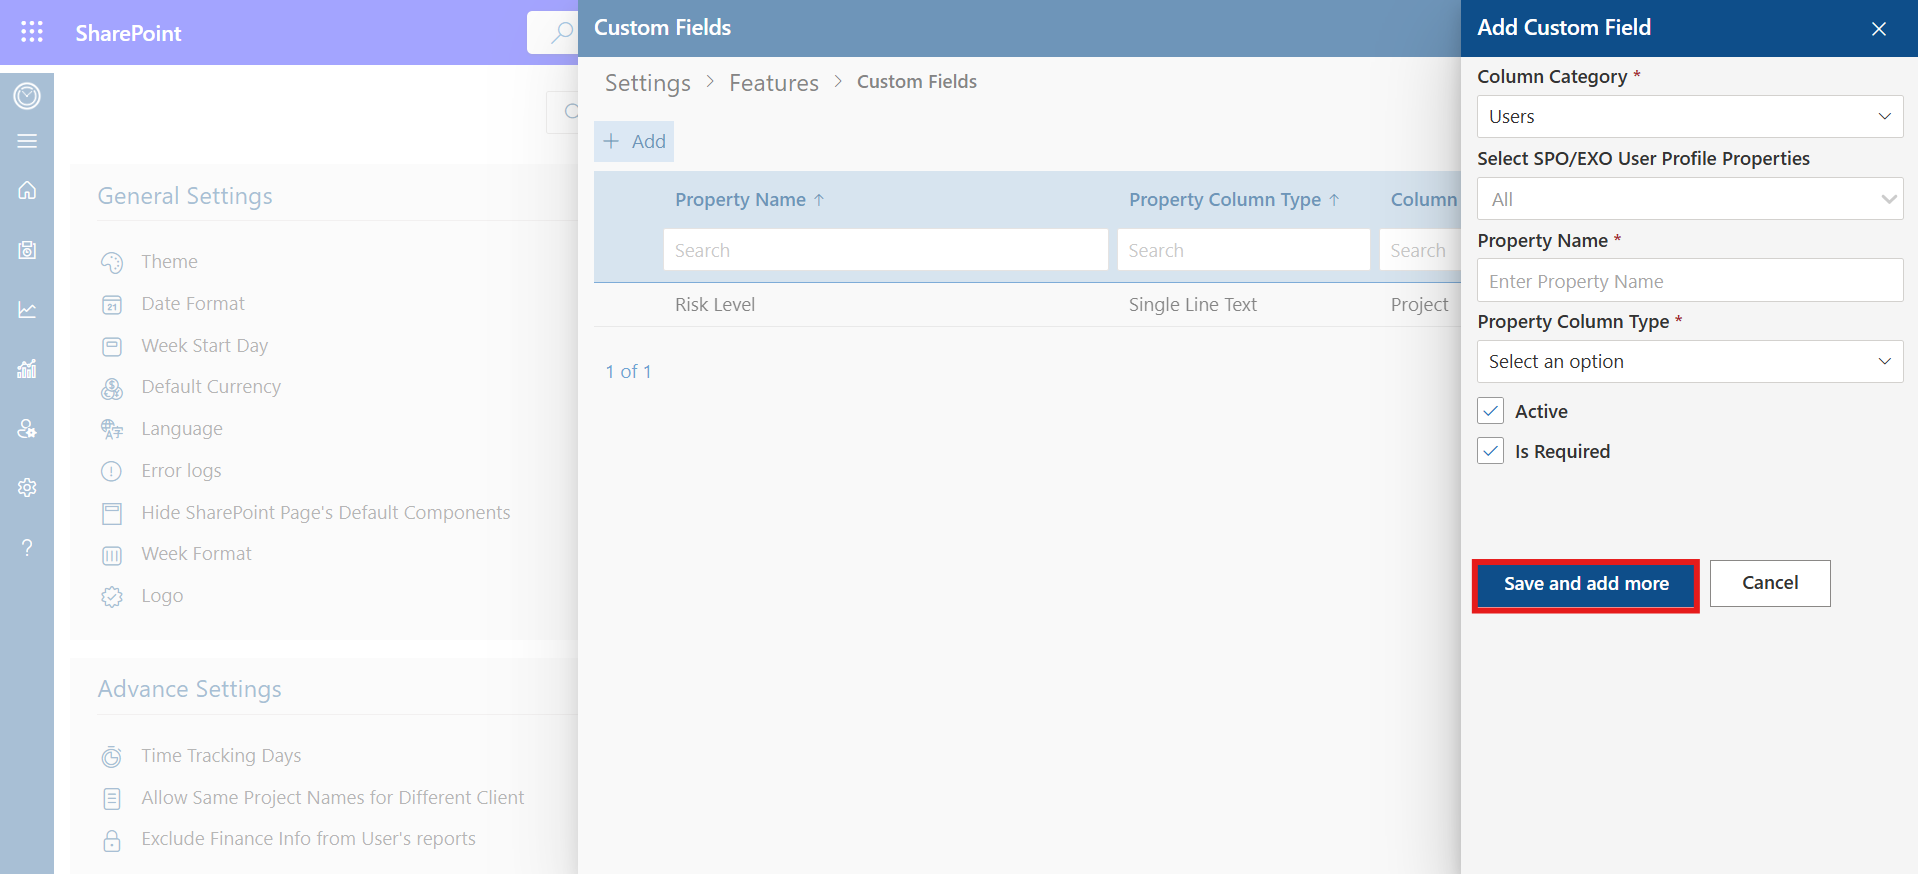 SharePoint
General Settings
Theme
21
Date Format
Week Start Day
Default Currency
Language
Error logs
Hide SharePoint Page's Default Components
Week Format
Logo
Advance Settings
Time Tracking Days
Allow Same Project Names for Different Client
Exclude Finance Info from User's reports
Custom Fields
Settings > Features > Custom Fields
+ Add
Property Name ↑ Property Column Type ↑ Column
Search Search Search
Risk Level Single Line Text Project
1 of 1
Add Custom Field
Column Category *
Users
Select SPO/EXO User Profile Properties
All
Property Name *
Enter Property Name
Property Column Type *
Select an option
Active
Is Required
Save and add more Cancel